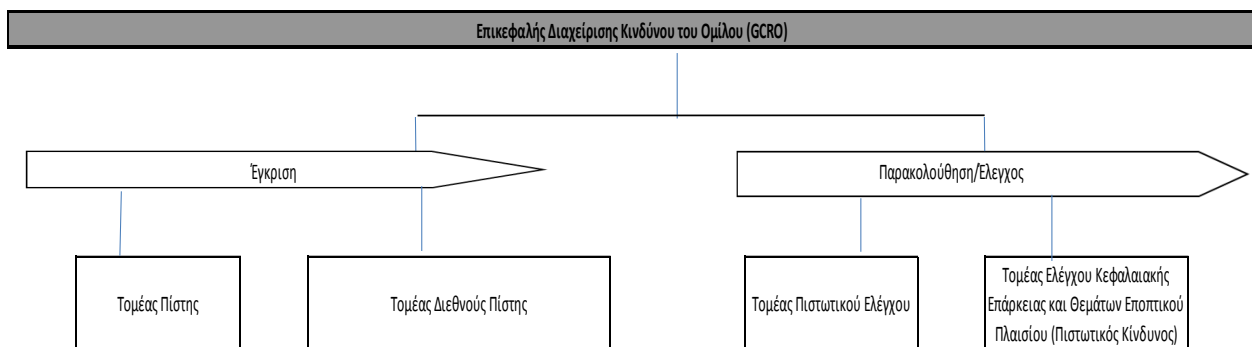 Επικεφαλής Διαχείρισης Κινδύνου του Ομίλου (GCRO)
Έγκριση
Παρακολούθηση/Έλεγχος
Τομέας Πίστης
Τομέας Διεθνούς Πίστης
Τομέας Πιστωτικού Ελέγχου
Τομέας Ελέγχου Κεφαλαιακής
Επάρκειας και Θεμάτων Εποπτικού
Πλαισίου (Πιστωτικός Κίνδυνος)